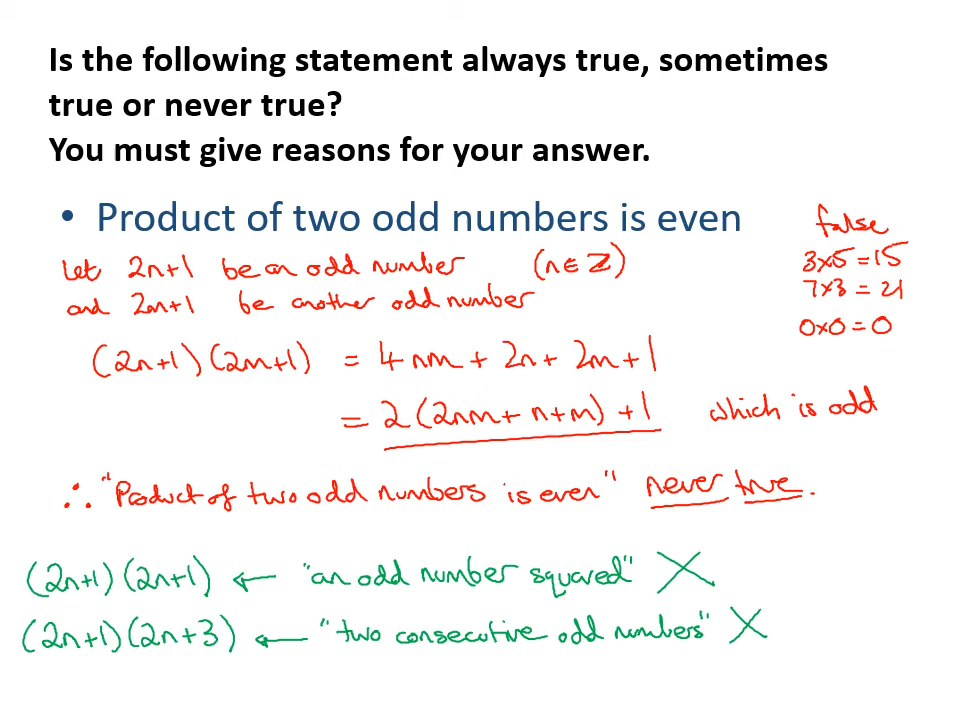 Is the following statement always true, sometimes
true or never true?
You must give reasons for your answer.
• Product of two odd numbers is even
false
3×5 = 15
7×3 = 21
0×0 = 0
Let 2n+1 be an odd number (n ∈ ℤ)
and 2m+1 be another odd number
(2n+1)(2m+1) = 4nm + 2n + 2m + 1
= 2(2nm + n + m) + 1 which is odd
∴ "Product of two odd numbers is even" never true.
(2n+1)(2n+1) ← "an odd number squared" ✗
(2n+1)(2n+3) ← "two consecutive odd numbers" ✗